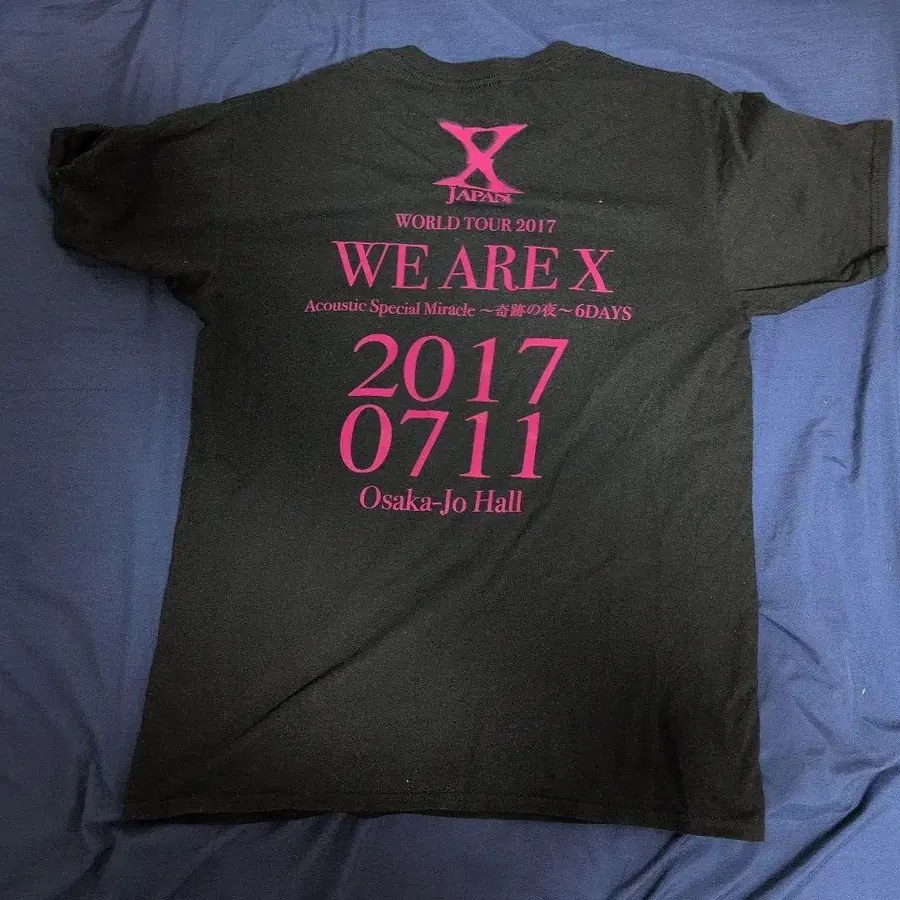 X
JAPAN
WORLD TOUR 2017
WE ARE X
Acoustic Special Miracle ～奇跡の夜～ 6DAYS
2017
0711
Osaka-Jo Hall